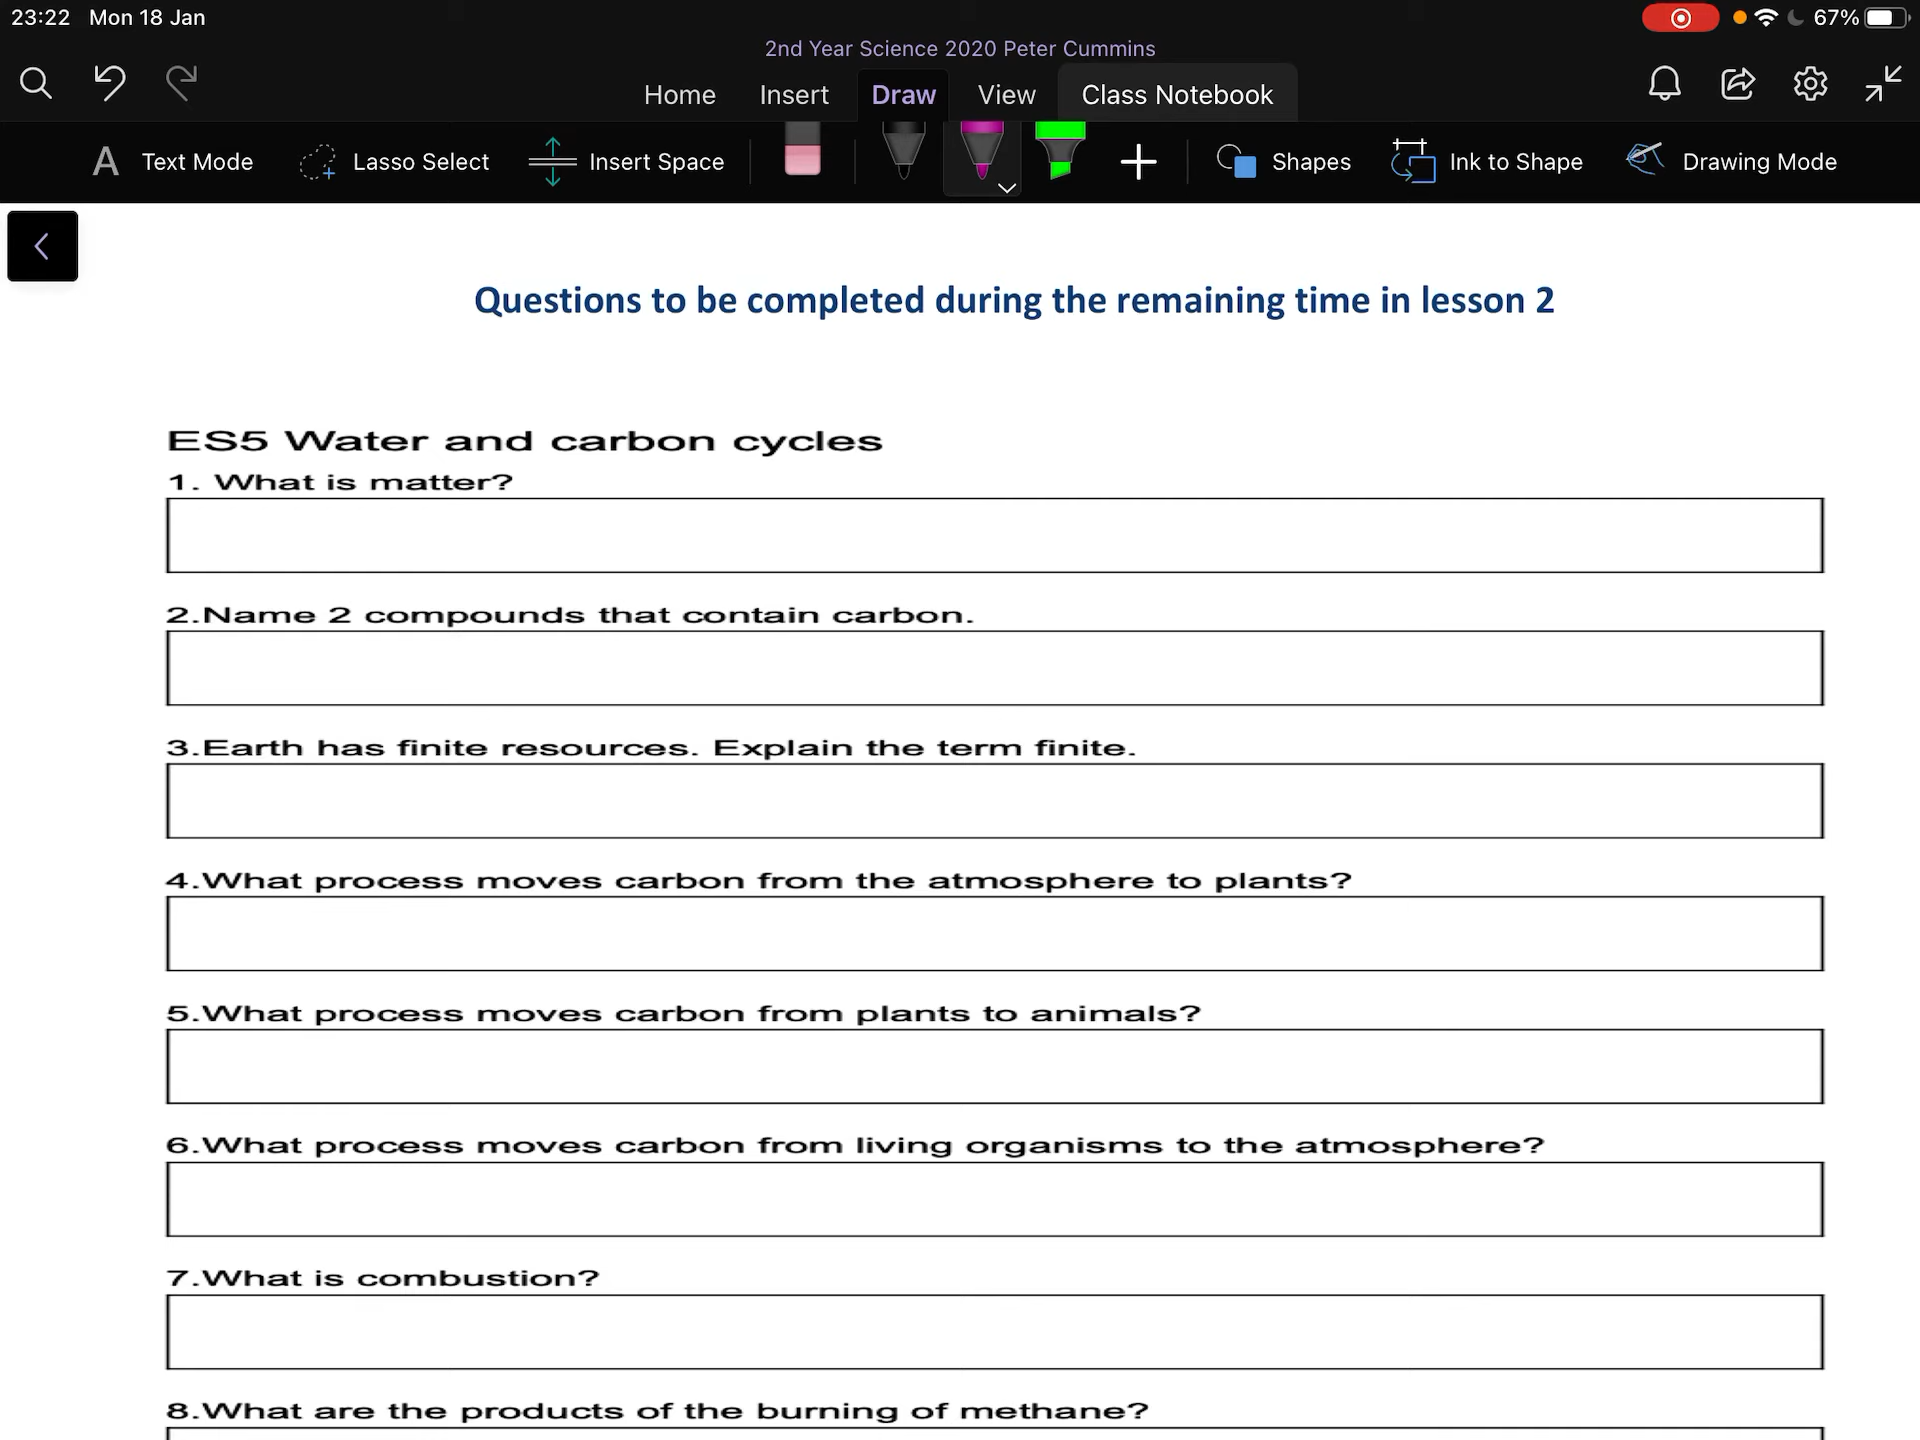 23:22 Mon 18 Jan
67%
2nd Year Science 2020 Peter Cummins
Home Insert Draw View Class Notebook
A Text Mode Lasso Select Insert Space Shapes Ink to Shape Drawing Mode
Questions to be completed during the remaining time in lesson 2
ES5 Water and carbon cycles
1. What is matter?
2.Name 2 compounds that contain carbon.
3.Earth has finite resources. Explain the term finite.
4.What process moves carbon from the atmosphere to plants?
5.What process moves carbon from plants to animals?
6.What process moves carbon from living organisms to the atmosphere?
7.What is combustion?
8.What are the products of the burning of methane?